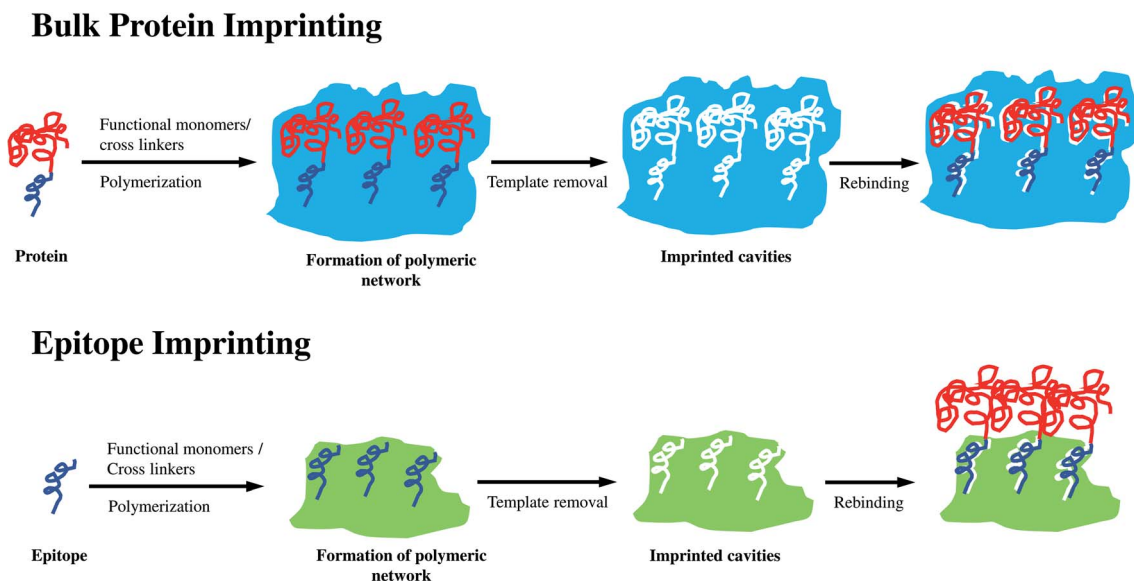 Bulk Protein Imprinting
Functional monomers/
cross linkers
Polymerization
Template removal
Rebinding
Protein
Formation of polymeric
network
Imprinted cavities
Epitope Imprinting
Functional monomers /
Cross linkers
Polymerization
Template removal
Rebinding
Epitope
Formation of polymeric
network
Imprinted cavities